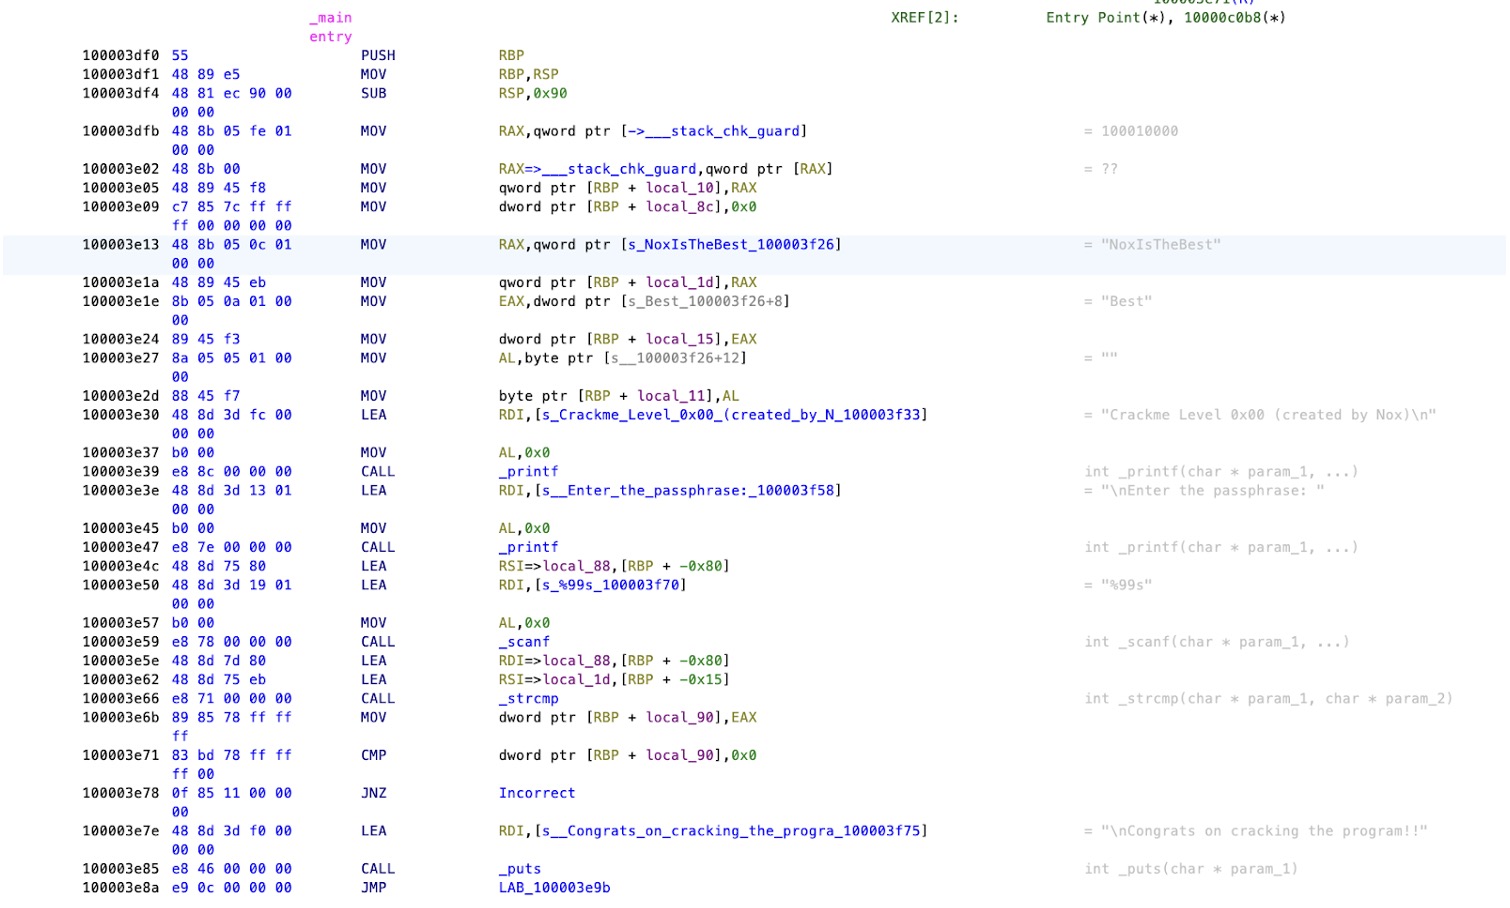 _main XREF[2]: Entry Point(*), 10000c0b8(*)
entry
100003df0 55 PUSH RBP
100003df1 48 89 e5 MOV RBP,RSP
100003df4 48 81 ec 90 00 SUB RSP,0x90
00 00
100003dfb 48 8b 05 fe 01 MOV RAX,qword ptr [->___stack_chk_guard] = 100010000
00 00
100003e02 48 8b 00 MOV RAX=>___stack_chk_guard,qword ptr [RAX] = ??
100003e05 48 89 45 f8 MOV qword ptr [RBP + local_10],RAX
100003e09 c7 85 7c ff ff MOV dword ptr [RBP + local_8c],0x0
ff 00 00 00 00
100003e13 48 8b 05 0c 01 MOV RAX,qword ptr [s_NoxIsTheBest_100003f26] = "NoxIsTheBest"
00 00
100003e1a 48 89 45 eb MOV qword ptr [RBP + local_1d],RAX
100003e1e 8b 05 0a 01 00 MOV EAX,dword ptr [s_Best_100003f26+8] = "Best"
00
100003e24 89 45 f3 MOV dword ptr [RBP + local_15],EAX
100003e27 8a 05 05 01 00 MOV AL,byte ptr [s__100003f26+12] = ""
00
100003e2d 88 45 f7 MOV byte ptr [RBP + local_11],AL
100003e30 48 8d 3d fc 00 LEA RDI,[s_Crackme_Level_0x00_(created_by_N_100003f33] = "Crackme Level 0x00 (created by Nox)\n"
00 00
100003e37 b0 00 MOV AL,0x0
100003e39 e8 8c 00 00 00 CALL _printf int _printf(char * param_1, ...)
100003e3e 48 8d 3d 13 01 LEA RDI,[s__Enter_the_passphrase:_100003f58] = "\nEnter the passphrase: "
00 00
100003e45 b0 00 MOV AL,0x0
100003e47 e8 7e 00 00 00 CALL _printf int _printf(char * param_1, ...)
100003e4c 48 8d 75 80 LEA RSI=>local_88,[RBP + -0x80]
100003e50 48 8d 3d 19 01 LEA RDI,[s_%99s_100003f70] = "%99s"
00 00
100003e57 b0 00 MOV AL,0x0
100003e59 e8 78 00 00 00 CALL _scanf int _scanf(char * param_1, ...)
100003e5e 48 8d 7d 80 LEA RDI=>local_88,[RBP + -0x80]
100003e62 48 8d 75 eb LEA RSI=>local_1d,[RBP + -0x15]
100003e66 e8 71 00 00 00 CALL _strcmp int _strcmp(char * param_1, char * param_2)
100003e6b 89 85 78 ff ff MOV dword ptr [RBP + local_90],EAX
ff
100003e71 83 bd 78 ff ff CMP dword ptr [RBP + local_90],0x0
ff 00
100003e78 0f 85 11 00 00 JNZ Incorrect
00
100003e7e 48 8d 3d f0 00 LEA RDI,[s__Congrats_on_cracking_the_progra_100003f75] = "\nCongrats on cracking the program!!"
00 00
100003e85 e8 46 00 00 00 CALL _puts int _puts(char * param_1)
100003e8a e9 0c 00 00 00 JMP LAB_100003e9b